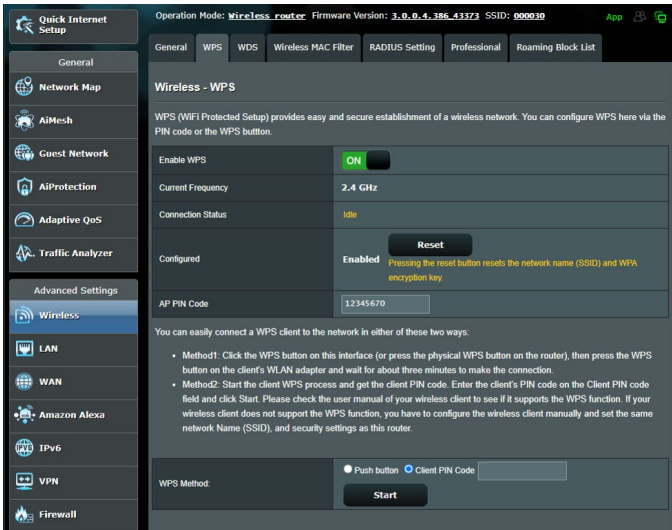 Quick Internet
Setup
Operation Mode: Wireless router Firmware Version: 3.0.0.4.386_43373 SSID: 000030
App
General
WPS
WDS
Wireless MAC Filter
RADIUS Setting
Professional
Roaming Block List
General
Network Map
AiMesh
Guest Network
AiProtection
Adaptive QoS
Traffic Analyzer
Advanced Settings
Wireless
LAN
WAN
Amazon Alexa
IPv6
VPN
Firewall
Wireless - WPS
WPS (WiFi Protected Setup) provides easy and secure establishment of a wireless network. You can configure WPS here via the
PIN code or the WPS buttton.
Enable WPS
ON
Current Frequency
2.4 GHz
Connection Status
Idle
Configured
Enabled
Reset
Pressing the reset button resets the network name (SSID) and WPA
encryption key.
AP PIN Code
12345670
You can easily connect a WPS client to the network in either of these two ways:
• Method1: Click the WPS button on this interface (or press the physical WPS button on the router), then press the WPS
button on the client's WLAN adapter and wait for about three minutes to make the connection.
• Method2: Start the client WPS process and get the client PIN code. Enter the client's PIN code on the Client PIN code
field and click Start. Please check the user manual of your wireless client to see if it supports the WPS function. If your
wireless client does not support the WPS function, you have to configure the wireless client manually and set the same
network Name (SSID), and security settings as this router.
WPS Method:
Push button
Client PIN Code
Start